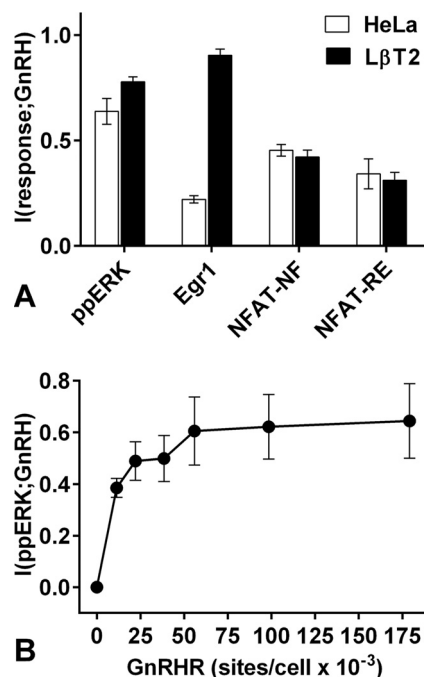 HeLa
LβT2
I(response;GnRH)
1.0
0.5
0.0
ppERK
Egr1
NFAT-NF
NFAT-RE
A
I(ppERK;GnRH)
0.8
0.6
0.4
0.2
0.0
0 25 50 75 100 125 150 175
GnRHR (sites/cell x 10⁻³)
B